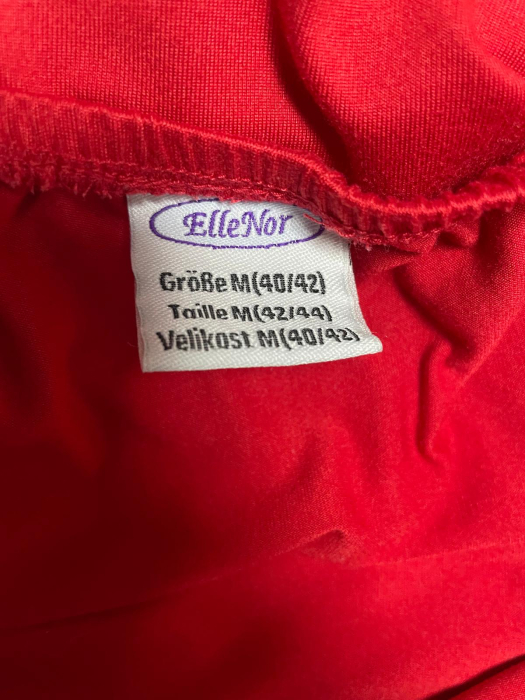 ElleNor
Größe M(40/42)
Taille M(42/44)
Velikost M(40/42)